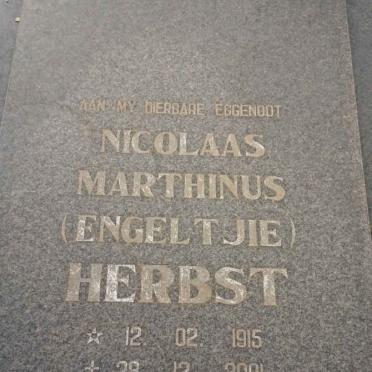 AAN MY DIERBARE EGGENOOT
NICOLAAS
MARTHINUS
(ENGELTJIE)
HERBST
☆ 12. 02. 1915